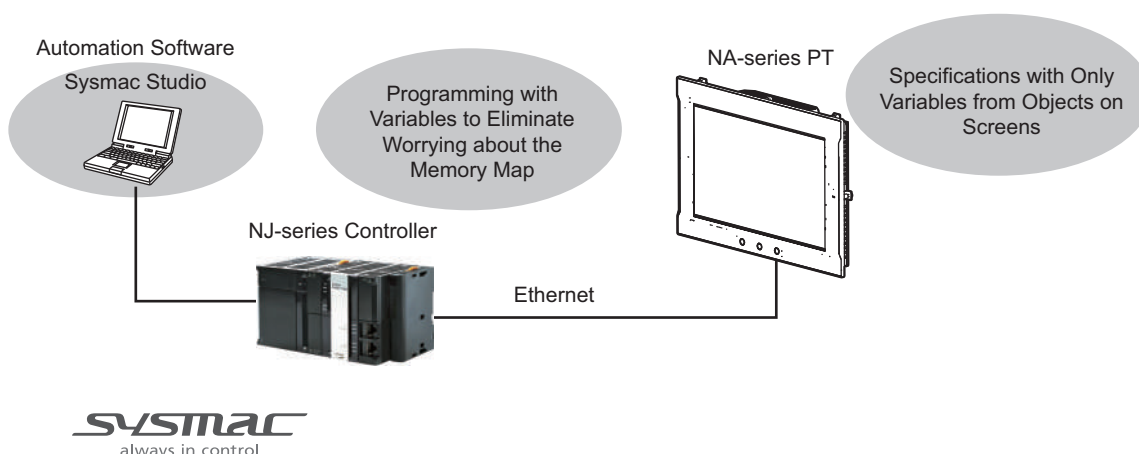 Automation Software
Sysmac Studio
Programming with
Variables to Eliminate
Worrying about the
Memory Map
NA-series PT
Specifications with Only
Variables from Objects on
Screens
NJ-series Controller
Ethernet
sysmac
always in control